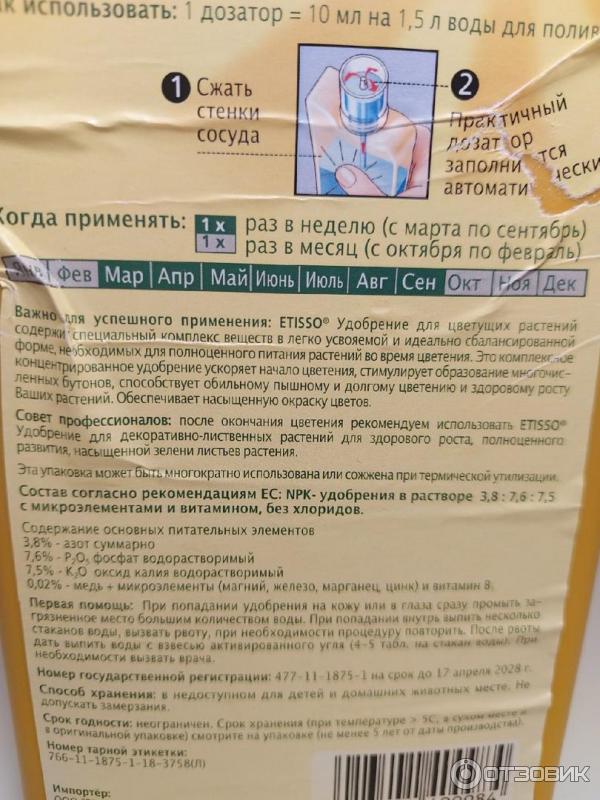 ак использовать: 1 дозатор = 10 мл на 1,5 л воды для полив
1 Сжать
стенки
сосуда
2
Практичный
дозатор
заполнится
автоматически
Когда применять: 1 x раз в неделю (с марта по сентябрь)
1 x раз в месяц (с октября по февраль)
Янв Фев Мар Апр Май Июнь Июль Авг Сен Окт Ноя Дек
Важно для успешного применения: ETISSO® Удобрение для цветущих растений
содержит специальный комплекс веществ в легко усвояемой и идеально сбалансированной
форме, необходимых для полноценного питания растений во время цветения. Это комплексное
концентрированное удобрение ускоряет начало цветения, стимулирует образование многочис-
ленных бутонов, способствует обильному пышному и долгому цветению и здоровому росту
Ваших растений. Обеспечивает насыщенную окраску цветов.
Совет профессионалов: после окончания цветения рекомендуем использовать ETISSO®
Удобрение для декоративно-лиственных растений для здорового роста, полноценного
развития, насыщенной зелени листьев растений.
Эта упаковка может быть многократно использована или сожжена при термической утилизации.
Состав согласно рекомендациям ЕС: NPK- удобрения в растворе 3,8 : 7,6 : 7,5
с микроэлементами и витамином, без хлоридов.
Содержание основных питательных элементов
3,8% - азот суммарно
7,6% - P₂O₅ фосфат водорастворимый
7,5% - K₂O оксид калия водорастворимый
0,02% - медь + микроэлементы (магний, железо, марганец, цинк) и витамин В,
Первая помощь: При попадании удобрения на кожу или в глаза сразу промыть за-
грязненное место большим количеством воды. При попадании внутрь выпить несколько
стаканов воды, вызвать рвоту, при необходимости процедуру повторить. После рвоты
дать выпить воды с взвесью активированного угля (4-5 табл. на стакан воды). При
необходимости вызвать врача.
Номер государственной регистрации: 477-11-1875-1 на срок до 17 апреля 2028 г.
Способ хранения: в недоступном для детей и домашних животных месте. Не
допускать замерзания.
Срок годности: неограничен. Срок хранения (при температуре > 5С, в сухом месте и
в оригинальной упаковке) смотрите на упаковке (не менее 5 лет от даты производства).
Номер тарной этикетки:
766-11-1875-1-18-3758(Л)
Импортёр:
ОТЗОВИК